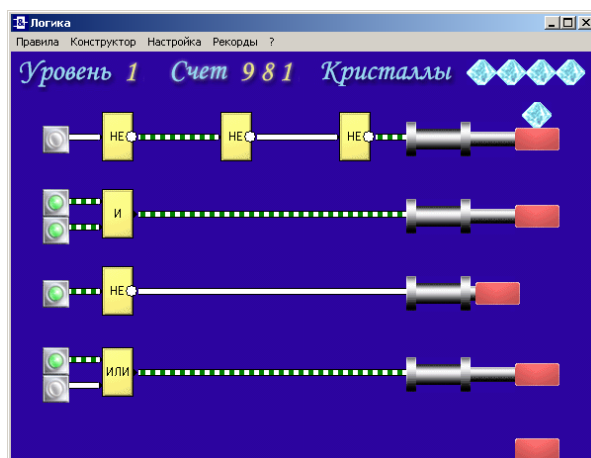 Логика
Правила Конструктор Настройка Рекорды ?
Уровень 1 Счет 981 Кристаллы
НЕ НЕ НЕ
И
НЕ
ИЛИ